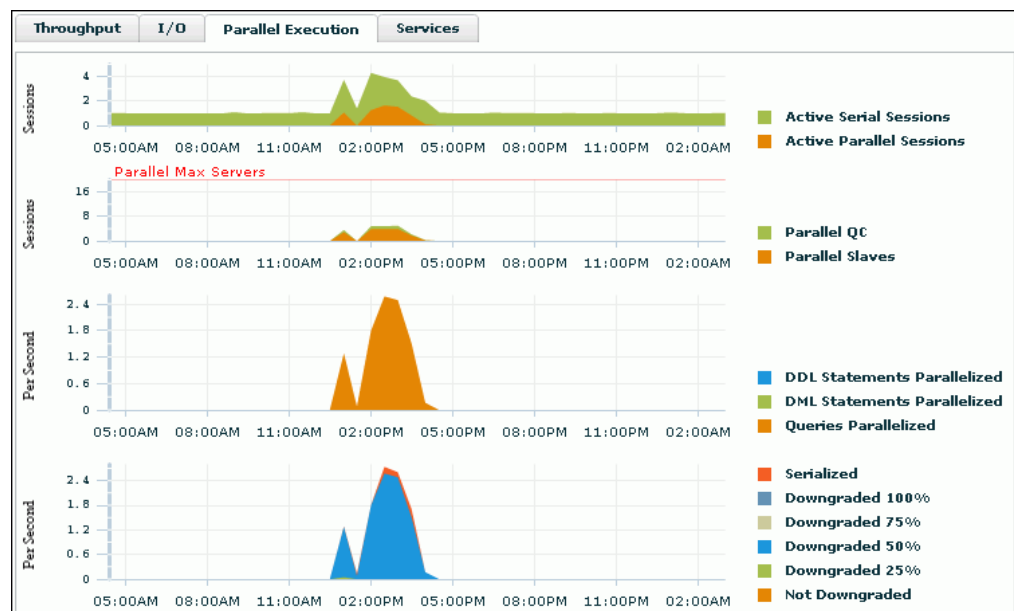 Throughput I/O Parallel Execution Services
Sessions
4
2
0
05:00AM 08:00AM 11:00AM 02:00PM 05:00PM 08:00PM 11:00PM 02:00AM
Active Serial Sessions
Active Parallel Sessions
Parallel Max Servers
Sessions
16
8
0
05:00AM 08:00AM 11:00AM 02:00PM 05:00PM 08:00PM 11:00PM 02:00AM
Parallel QC
Parallel Slaves
Per Second
2.4
1.8
1.2
0.6
0
05:00AM 08:00AM 11:00AM 02:00PM 05:00PM 08:00PM 11:00PM 02:00AM
DDL Statements Parallelized
DML Statements Parallelized
Queries Parallelized
Per Second
2.4
1.8
1.2
0.6
0
05:00AM 08:00AM 11:00AM 02:00PM 05:00PM 08:00PM 11:00PM 02:00AM
Serialized
Downgraded 100%
Downgraded 75%
Downgraded 50%
Downgraded 25%
Not Downgraded